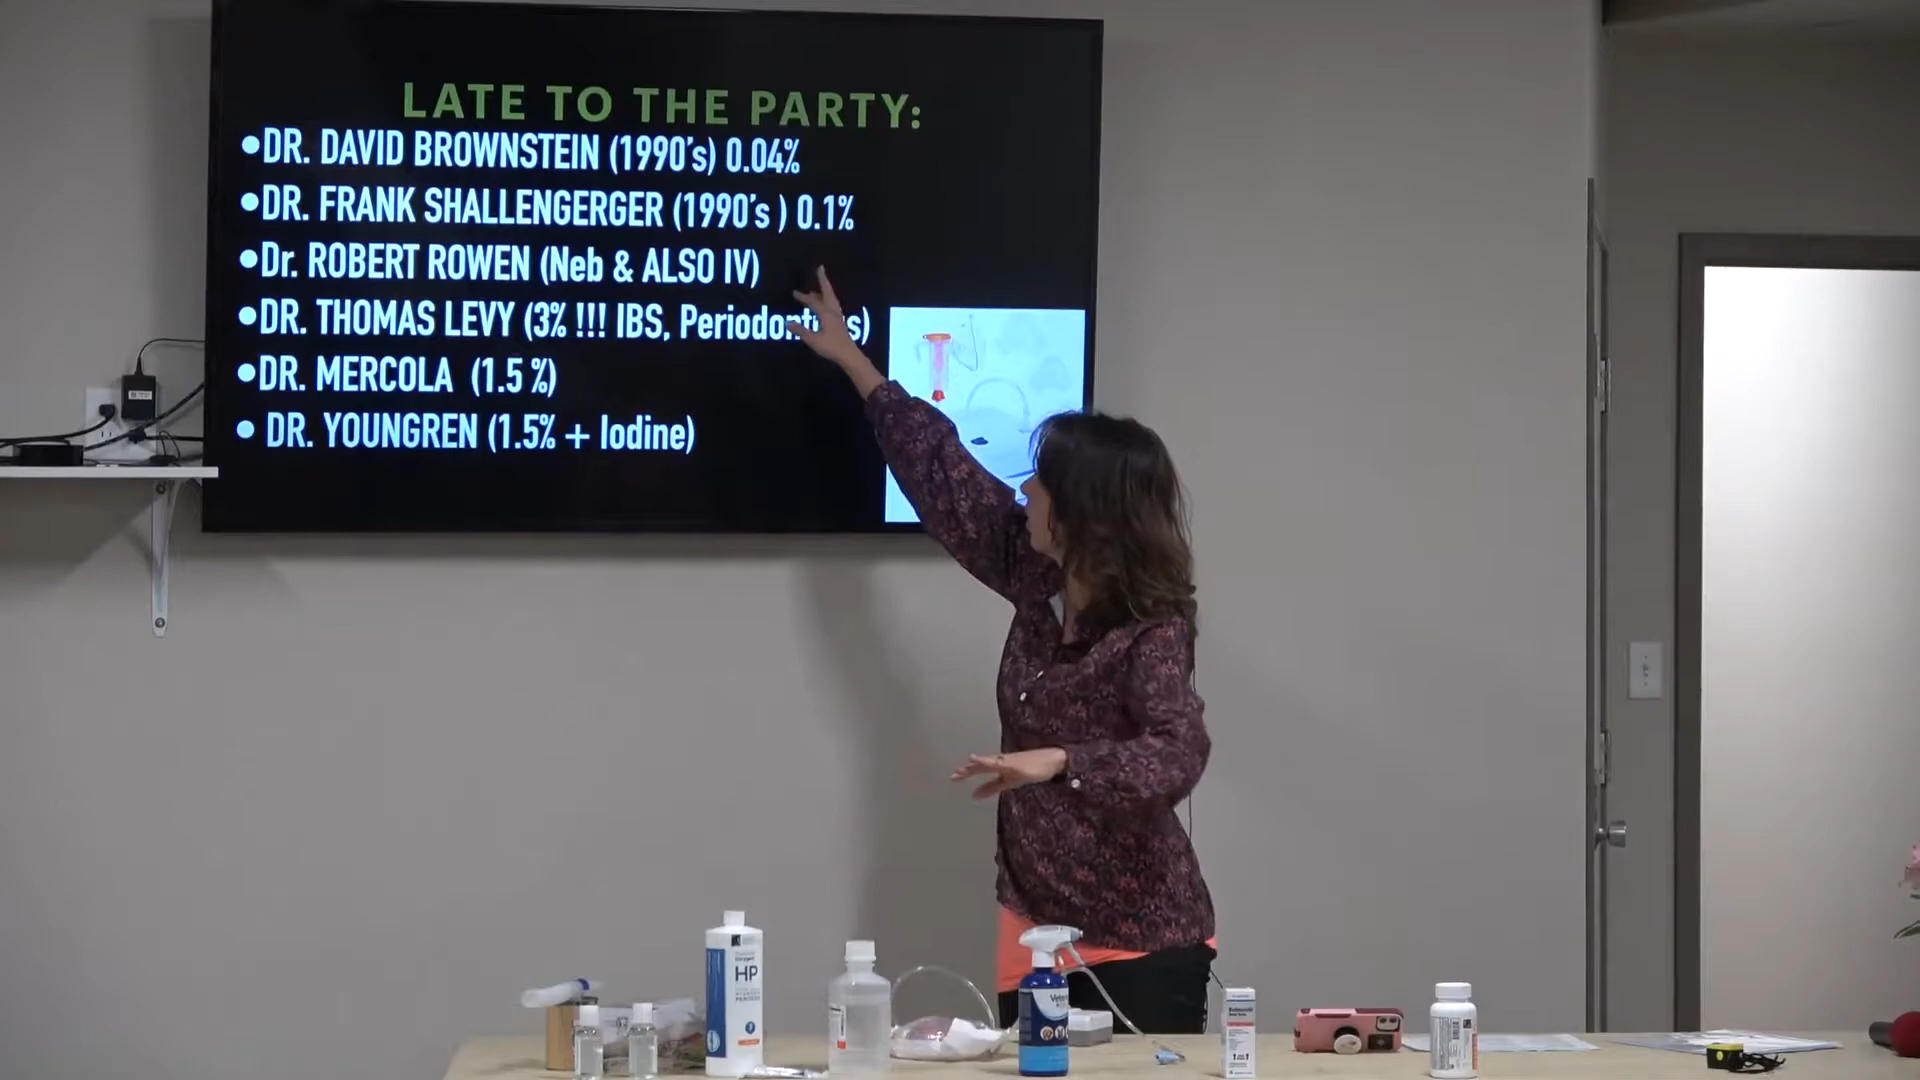 LATE TO THE PARTY:
•DR. DAVID BROWNSTEIN (1990's) 0.04%
•DR. FRANK SHALLENGERGER (1990's ) 0.1%
•Dr. ROBERT ROWEN (Neb & ALSO IV)
•DR. THOMAS LEVY (3% !!! IBS,
•DR. MERCOLA (1.5 %)
• DR. YOUNGREN (1.5% + Iodine)
HP